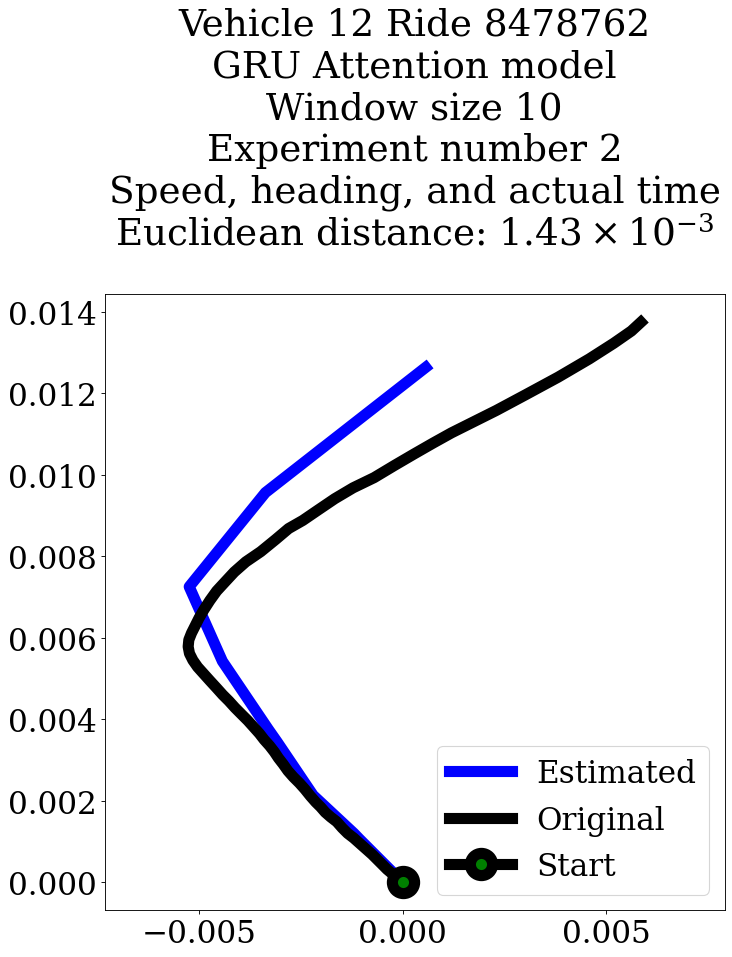 Vehicle 12 Ride 8478762
GRU Attention model
Window size 10
Experiment number 2
Speed, heading, and actual time
Euclidean distance: 1.43 × 10⁻³
0.014
0.012
0.010
0.008
0.006
0.004
0.002
0.000
Estimated
Original
Start
−0.005 0.000 0.005